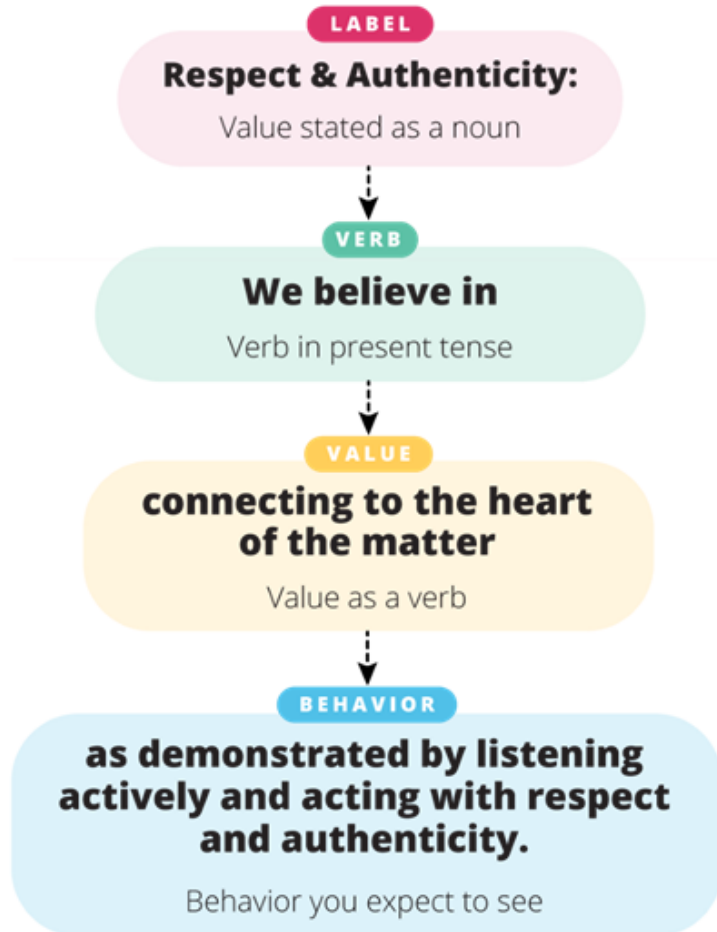 LABEL
Respect & Authenticity:
Value stated as a noun
VERB
We believe in
Verb in present tense
VALUE
connecting to the heart
of the matter
Value as a verb
BEHAVIOR
as demonstrated by listening
actively and acting with respect
and authenticity.
Behavior you expect to see